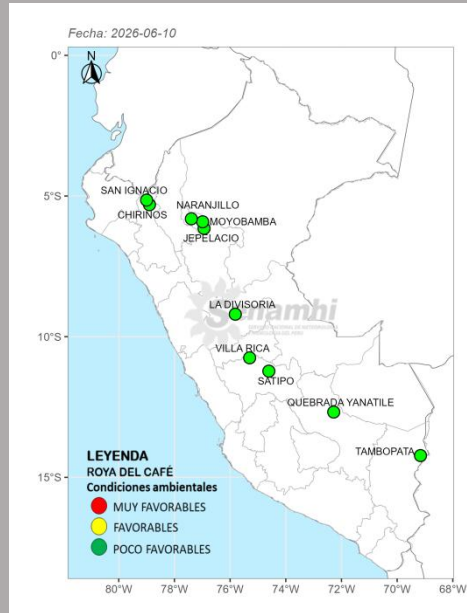 Fecha: 2026-06-10
N
0°
5°S
10°S
15°S
SAN IGNACIO
CHIRINOS
NARANJILLO
MOYOBAMBA
JEPELACIO
LA DIVISORIA
Senamhi
VILLA RICA
SATIPO
QUEBRADA YANATILE
TAMBOPATA
LEYENDA
ROYA DEL CAFÉ
Condiciones ambientales
MUY FAVORABLES
FAVORABLES
POCO FAVORABLES
80°W
78°W
76°W
74°W
72°W
70°W
68°W